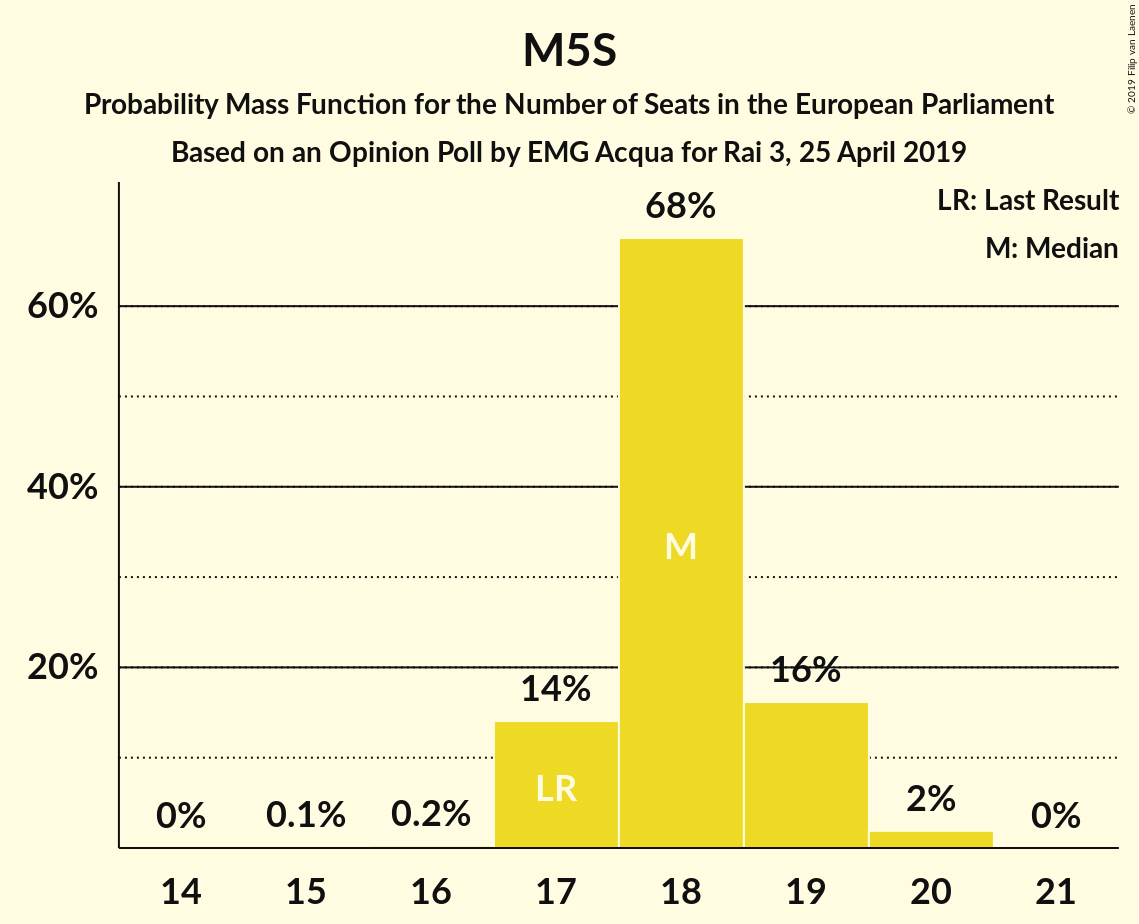 M5S
Probability Mass Function for the Number of Seats in the European Parliament
Based on an Opinion Poll by EMG Acqua for Rai 3, 25 April 2019
© 2019 Filip van Laenen
LR: Last Result
M: Median
68%
60%
40%
M
20%
14%
16%
LR
0%
0.1%
0.2%
2%
0%
14 15 16 17 18 19 20 21